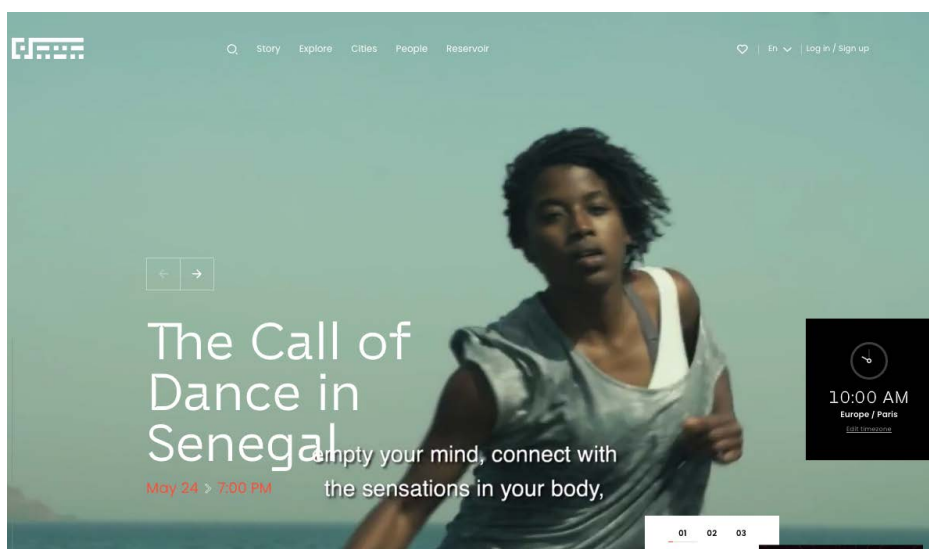 Story Explore Cities People Reservoir
En | Log in / Sign up
The Call of
Dance in
Senegal
May 24 > 7:00 PM
empty your mind, connect with
the sensations in your body,
10:00 AM
Europe / Paris
Edit timezone
01 02 03